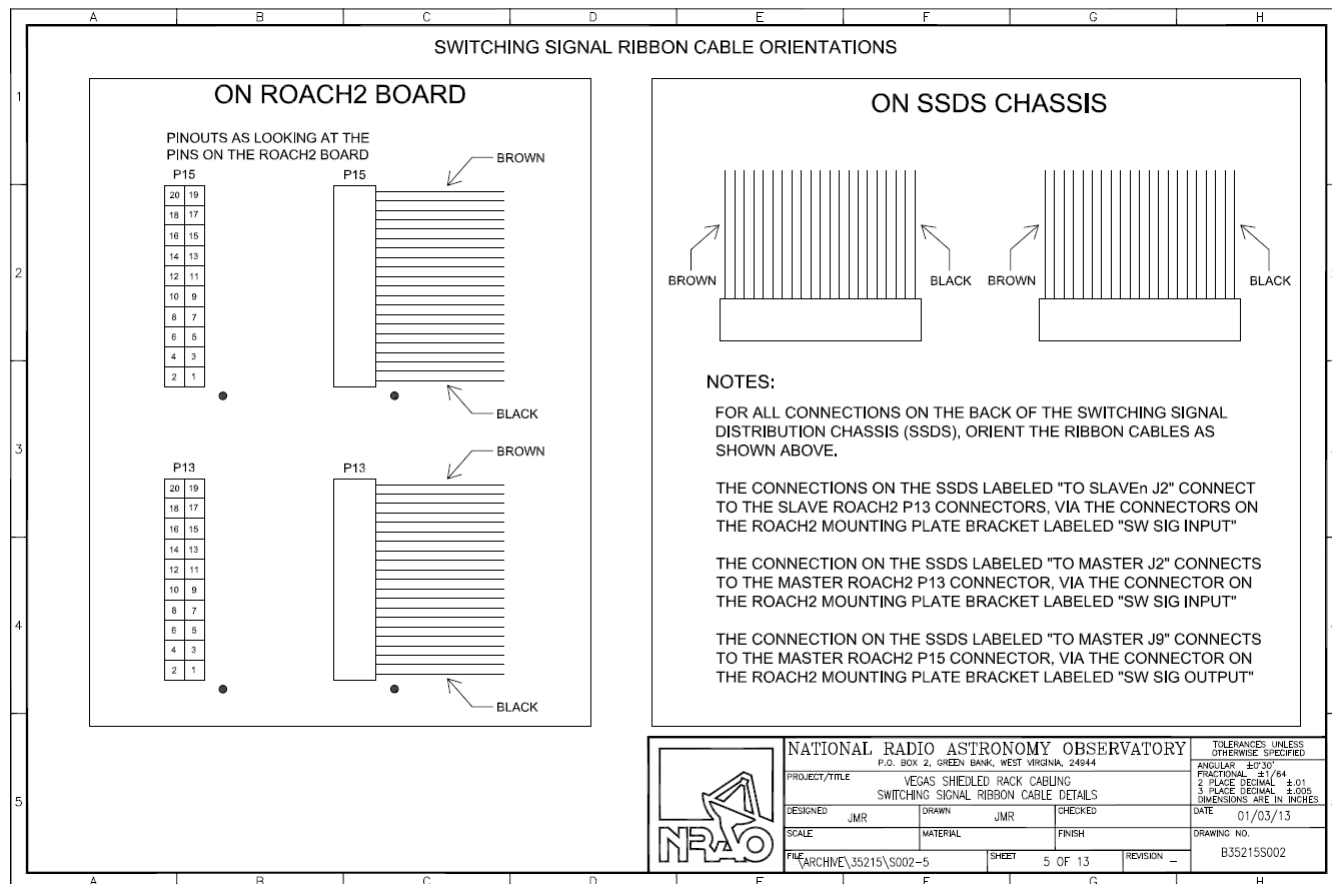 A B C D E F G H
SWITCHING SIGNAL RIBBON CABLE ORIENTATIONS
1
2
3
4
5
ON ROACH2 BOARD
PINOUTS AS LOOKING AT THE
PINS ON THE ROACH2 BOARD
P15
20 19
18 17
16 15
14 13
12 11
10 9
8 7
6 5
4 3
2 1
P15
BROWN
BLACK
P13
20 19
18 17
16 15
14 13
12 11
10 9
8 7
6 5
4 3
2 1
P13
BROWN
BLACK
ON SSDS CHASSIS
BROWN
BLACK
BROWN
BLACK
NOTES:
FOR ALL CONNECTIONS ON THE BACK OF THE SWITCHING SIGNAL
DISTRIBUTION CHASSIS (SSDS), ORIENT THE RIBBON CABLES AS
SHOWN ABOVE.
THE CONNECTIONS ON THE SSDS LABELED "TO SLAVEn J2" CONNECT
TO THE SLAVE ROACH2 P13 CONNECTORS, VIA THE CONNECTORS ON
THE ROACH2 MOUNTING PLATE BRACKET LABELED "SW SIG INPUT"
THE CONNECTION ON THE SSDS LABELED "TO MASTER J2" CONNECTS
TO THE MASTER ROACH2 P13 CONNECTOR, VIA THE CONNECTOR ON
THE ROACH2 MOUNTING PLATE BRACKET LABELED "SW SIG INPUT"
THE CONNECTION ON THE SSDS LABELED "TO MASTER J9" CONNECTS
TO THE MASTER ROACH2 P15 CONNECTOR, VIA THE CONNECTOR ON
THE ROACH2 MOUNTING PLATE BRACKET LABELED "SW SIG OUTPUT"
NRAO
NATIONAL RADIO ASTRONOMY OBSERVATORY
P.O. BOX 2, GREEN BANK, WEST VIRGINIA, 24944
PROJECT/TITLE
VEGAS SHIEDLED RACK CABLING
SWITCHING SIGNAL RIBBON CABLE DETAILS
DESIGNED JMR
DRAWN JMR
CHECKED
SCALE
MATERIAL
FINISH
FILE \ARCHIVE\35215\S002-5
SHEET 5 OF 13
REVISION –
TOLERANCES UNLESS
OTHERWISE SPECIFIED
ANGULAR ±0°30'
FRACTIONAL ±1/64
2 PLACE DECIMAL ±.01
3 PLACE DECIMAL ±.005
DIMENSIONS ARE IN INCHES
DATE 01/03/13
DRAWING NO.
B35215S002
A B C D E F G H